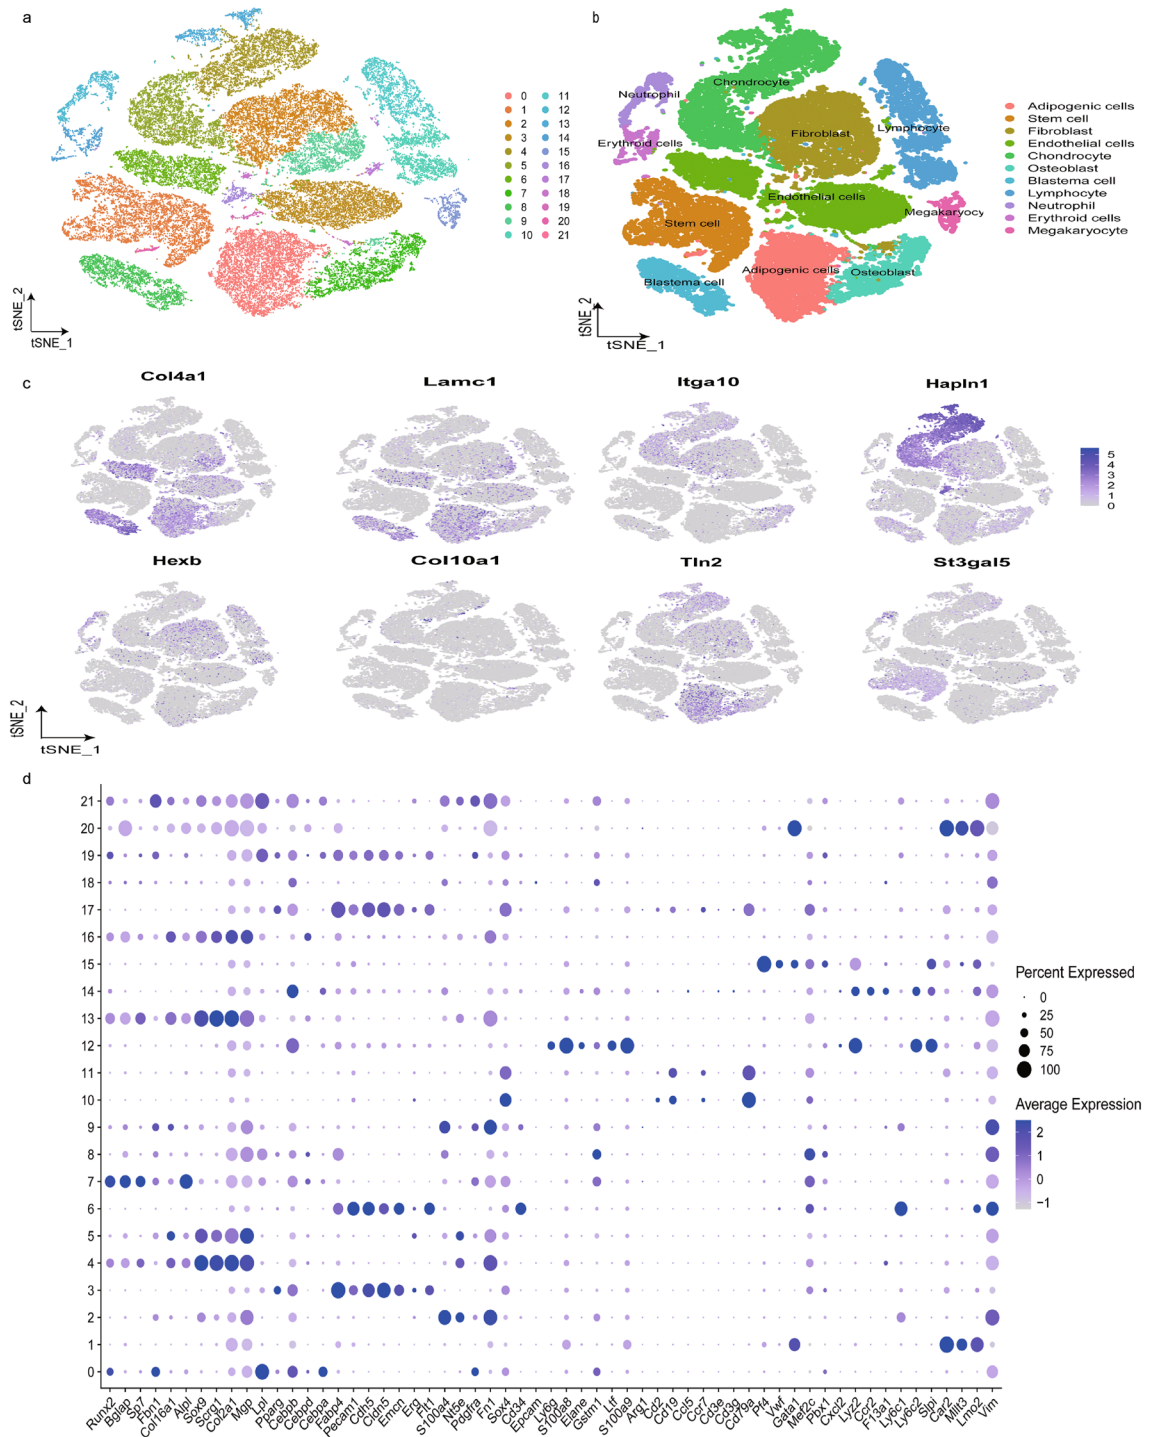 a
0 11
1 12
2 13
3 14
4 15
5 16
6 17
7 18
8 19
9 20
10 21
tSNE_2
tSNE_1
b
Chondrocyte
Neutrophil
Fibroblast
Lymphocyte
Erythroid cells
Endothelial cells
Megakaryocy
Stem cell
Adipogenic cells
Osteoblast
Blastema cell
tSNE_2
tSNE_1
Adipogenic cells
Stem cell
Fibroblast
Endothelial cells
Chondrocyte
Osteoblast
Blastema cell
Lymphocyte
Neutrophil
Erythroid cells
Megakaryocyte
c
Col4a1 Lamc1 Itga10 Hapln1
5
4
3
2
1
0
Hexb Col10a1 Tln2 St3gal5
tSNE_2
tSNE_1
d
21
20
19
18
17
16
15
14
13
12
11
10
9
8
7
6
5
4
3
2
1
0
Runx2 Bglap Sp7 Fbn1 Col16a1 Alpl Sox9 Scrg1 Col2a1 Mgp Lpl Pparg Cebpb Cebpd Cebpa Fabp4 Pecam1 Cdh5 Cldn5 Emcn Erg Flt1 S100a4 Nt5e Pdgfra Fn1 Sox4 Cd34 Epcam Ly6g S100a8 Elane Gstm1 Ltf S100a9 Arg1 Cd2 Cd19 Ccl5 Ccr7 Cd3e Cd3g Cd79a Pf4 Vwf Gata1 Mef2c Pbx1 Cxcl2 Lyz2 Ccr2 F13a1 Ly6c1 Ly6c2 Slpi Car2 Mllt3 Lmo2 Vim
Percent Expressed
0
25
50
75
100
Average Expression
2
1
0
−1